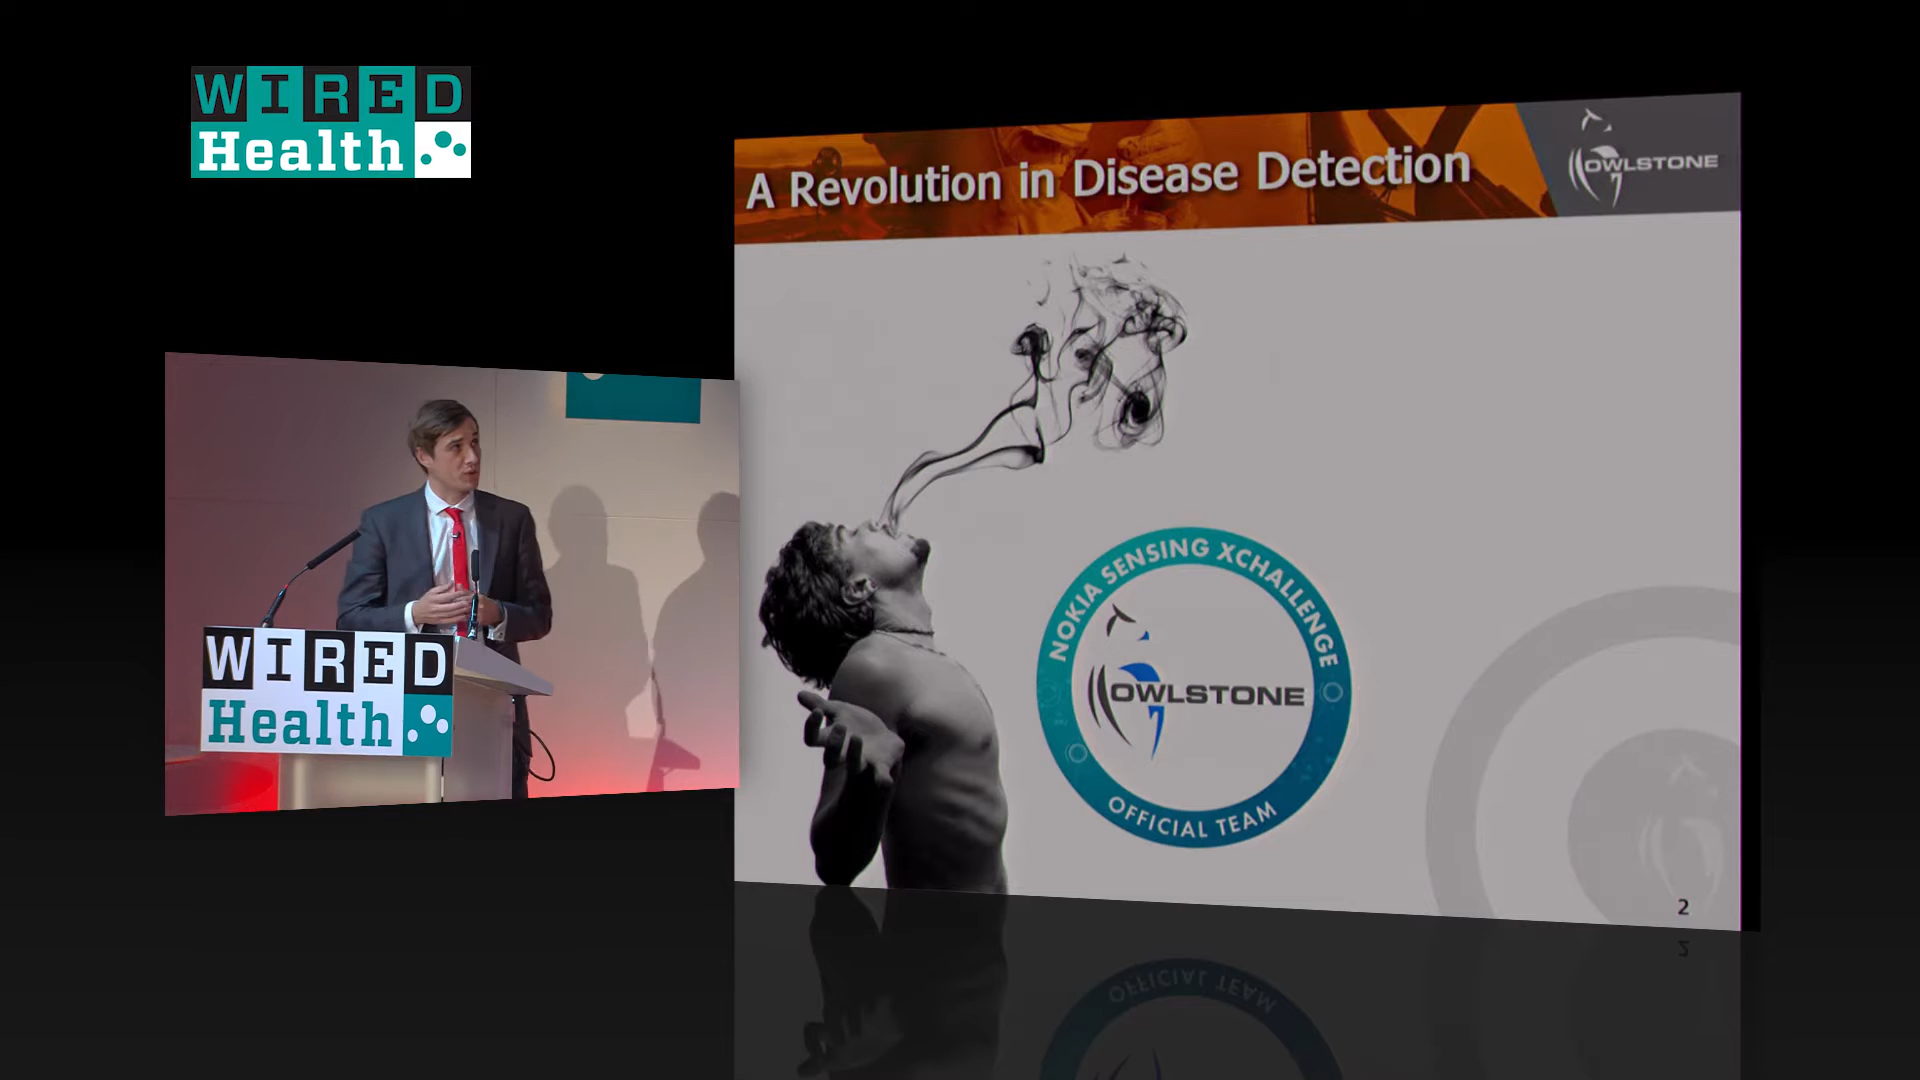 WIRED
Health
A Revolution in Disease Detection
OWLSTONE
WIRED
Health
NOKIA SENSING XCHALLENGE
OWLSTONE
OFFICIAL TEAM
2